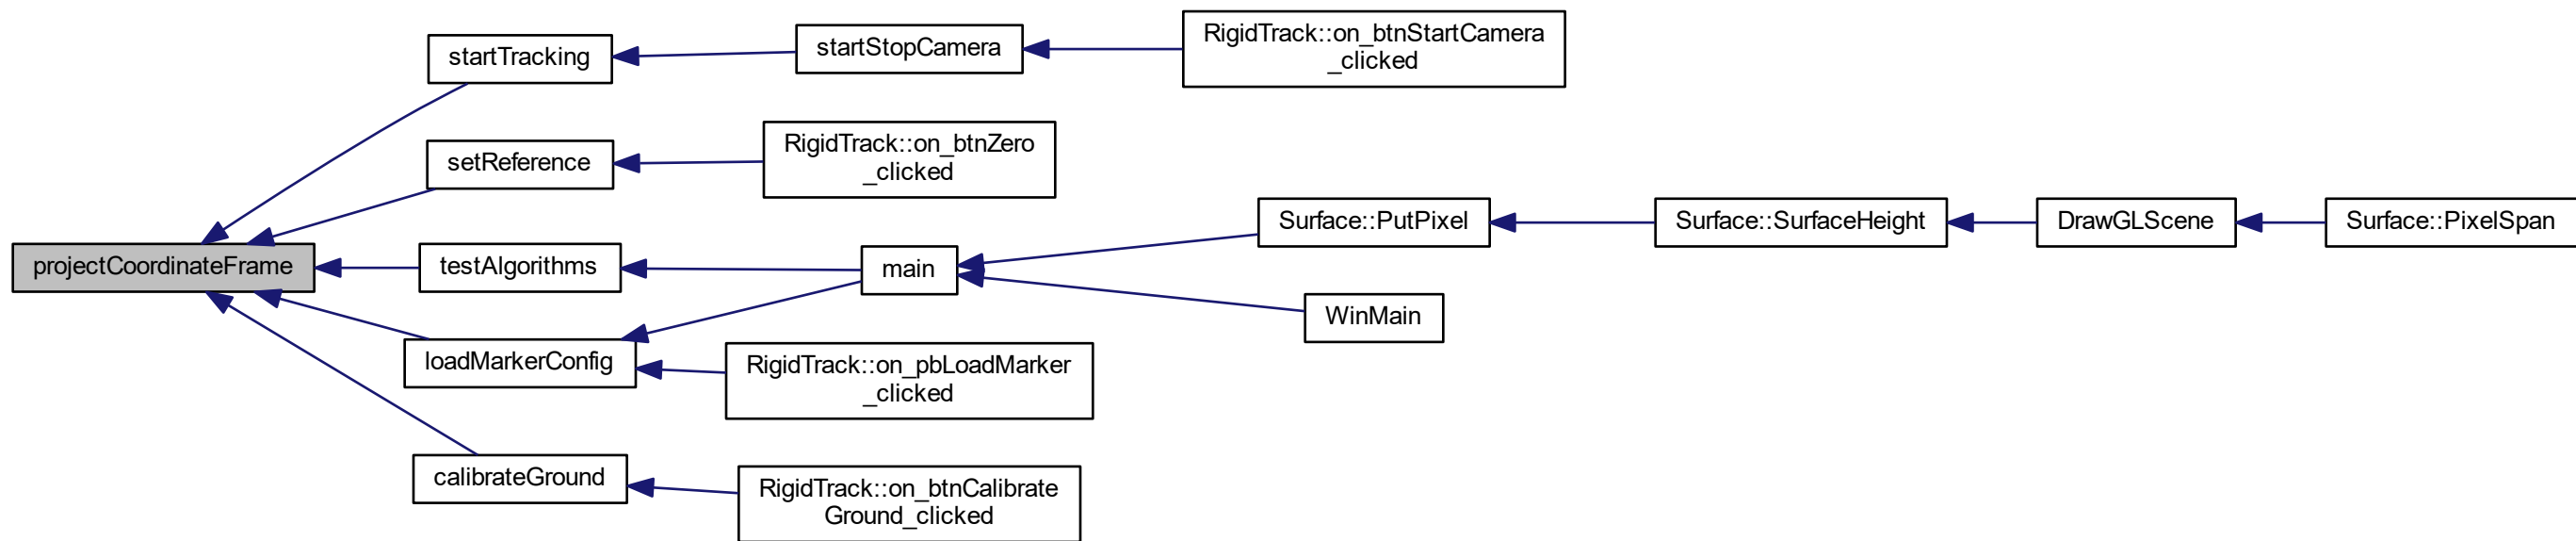 startTracking
startStopCamera
RigidTrack::on_btnStartCamera
_clicked
setReference
RigidTrack::on_btnZero
_clicked
projectCoordinateFrame
testAlgorithms
main
Surface::PutPixel
Surface::SurfaceHeight
DrawGLScene
Surface::PixelSpan
WinMain
loadMarkerConfig
RigidTrack::on_pbLoadMarker
_clicked
calibrateGround
RigidTrack::on_btnCalibrate
Ground_clicked